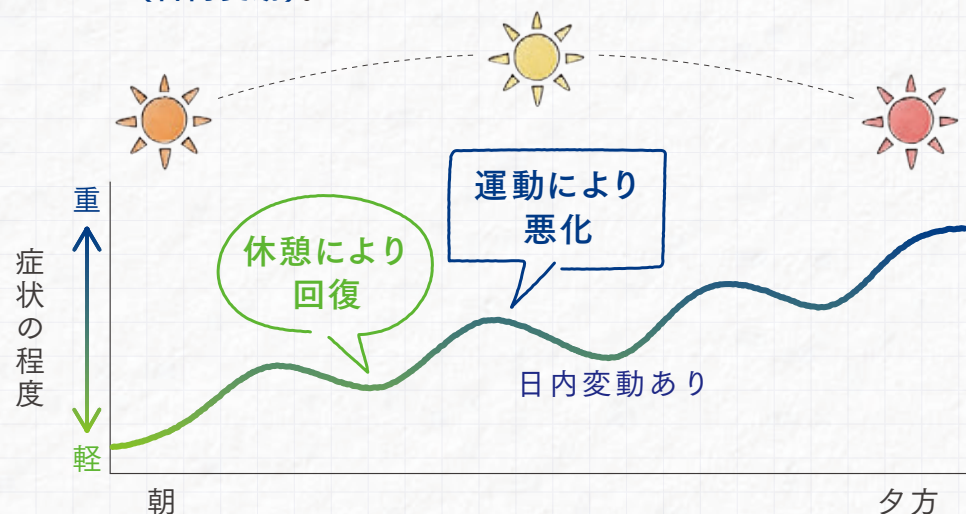 重
症状の程度
軽
休憩により
回復
運動により
悪化
日内変動あり
朝
夕方